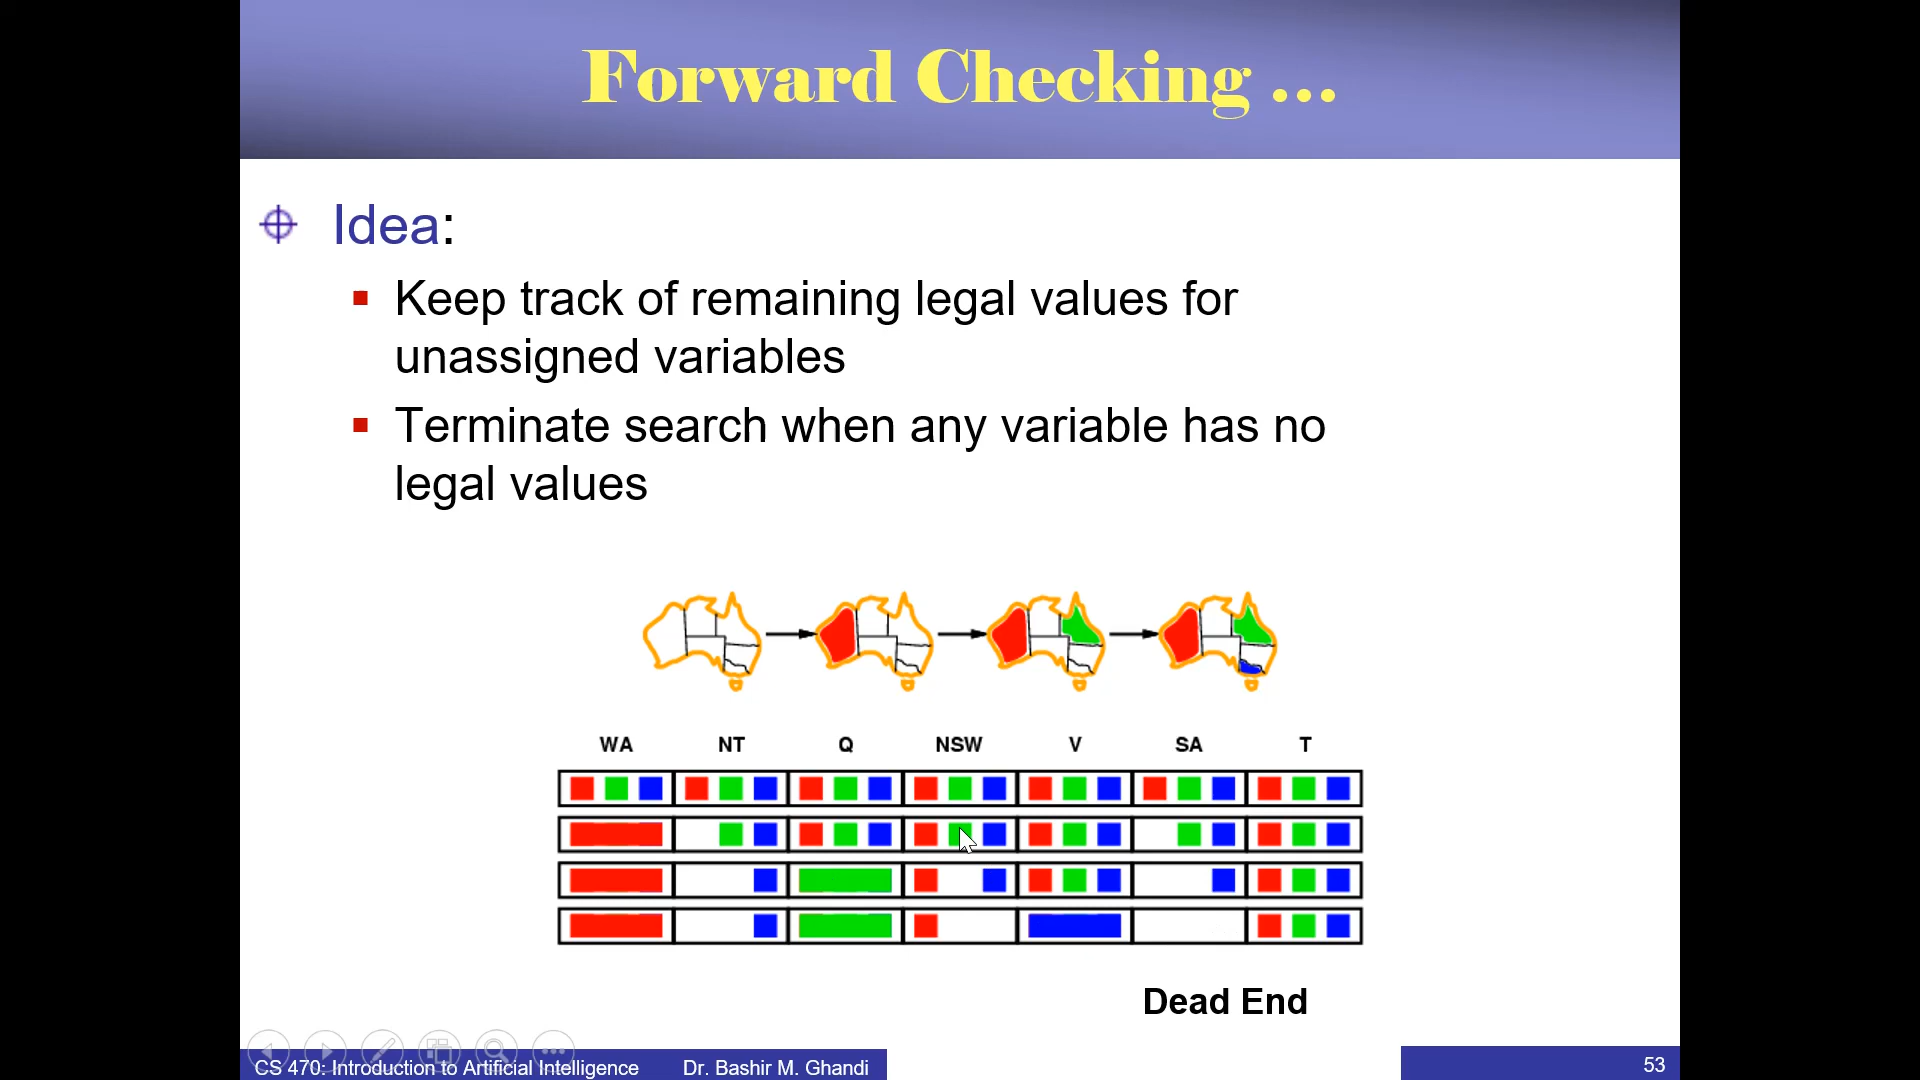 Forward Checking ...
Idea:
Keep track of remaining legal values for
unassigned variables
Terminate search when any variable has no
legal values
WA NT Q NSW V SA T
Dead End
CS 470: Introduction to Artificial Intelligence Dr. Bashir M. Ghandi
53